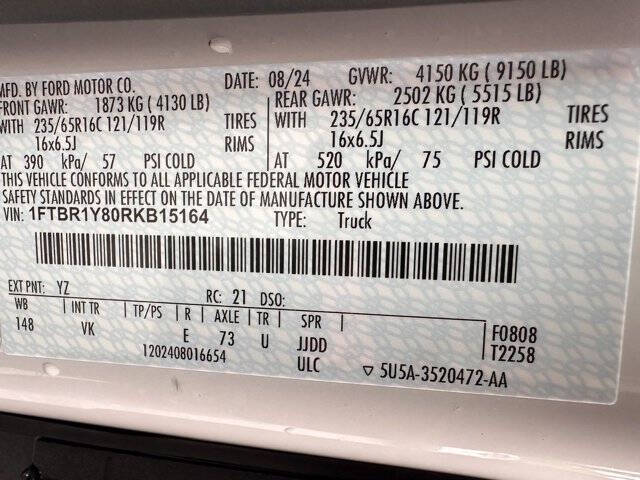 MFD. BY FORD MOTOR CO. DATE: 08/24 GVWR: 4150 KG ( 9150 LB)
FRONT GAWR: 1873 KG ( 4130 LB) REAR GAWR: 2502 KG ( 5515 LB)
WITH 235/65R16C 121/119R TIRES WITH 235/65R16C 121/119R TIRES
16x6.5J RIMS 16x6.5J RIMS
AT 390 kPa/ 57 PSI COLD AT 520 kPa/ 75 PSI COLD
THIS VEHICLE CONFORMS TO ALL APPLICABLE FEDERAL MOTOR VEHICLE
SAFETY STANDARDS IN EFFECT ON THE DATE OF MANUFACTURE SHOWN ABOVE.
VIN: 1FTBR1Y80RKB15164 TYPE: Truck
EXT PNT: YZ RC: 21 DSO:
WB INT TR TP/PS R AXLE TR SPR
148 VK E 73 U JJDD F0808
1202408016654 ULC T2258
▽ 5U5A-3520472-AA